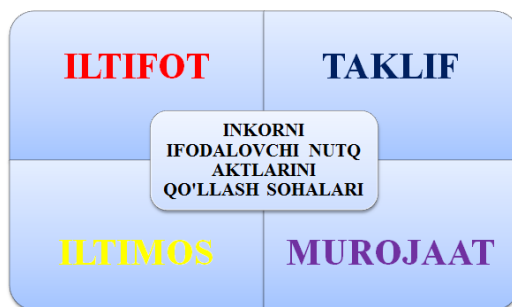 ILTIFOT
TAKLIF
INKORNI
IFODALOVCHI NUTQ
AKTLARINI
QO'LLASH SOHALARI
ILTIMOS
MUROJAAT